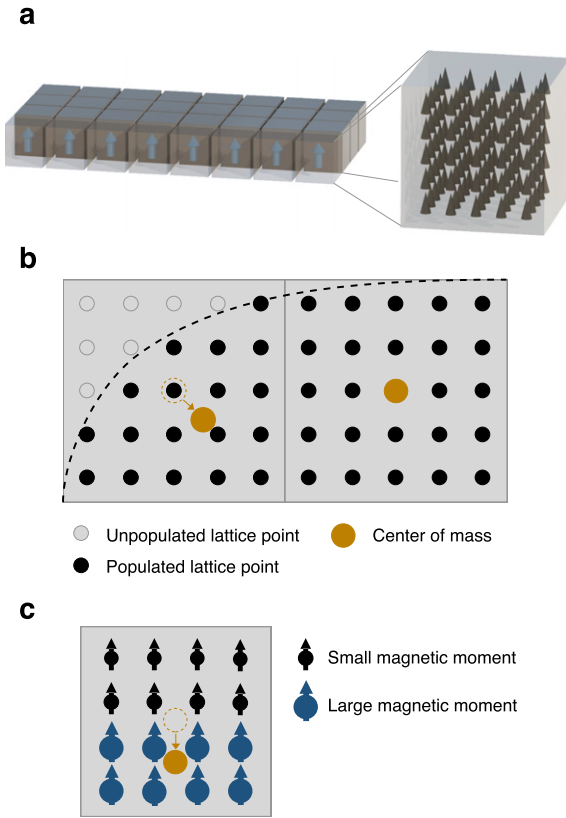 a
b
Unpopulated lattice point
Center of mass
Populated lattice point
c
Small magnetic moment
Large magnetic moment